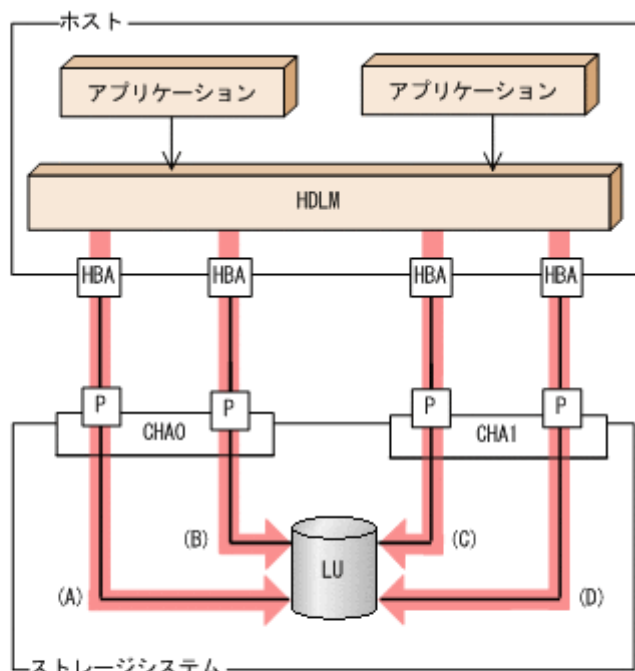 ホスト
アプリケーション
アプリケーション
HDLM
HBA
HBA
HBA
HBA
P
P
P
P
CHA0
CHA1
(B)
(C)
LU
(A)
(D)
ストレージシステム